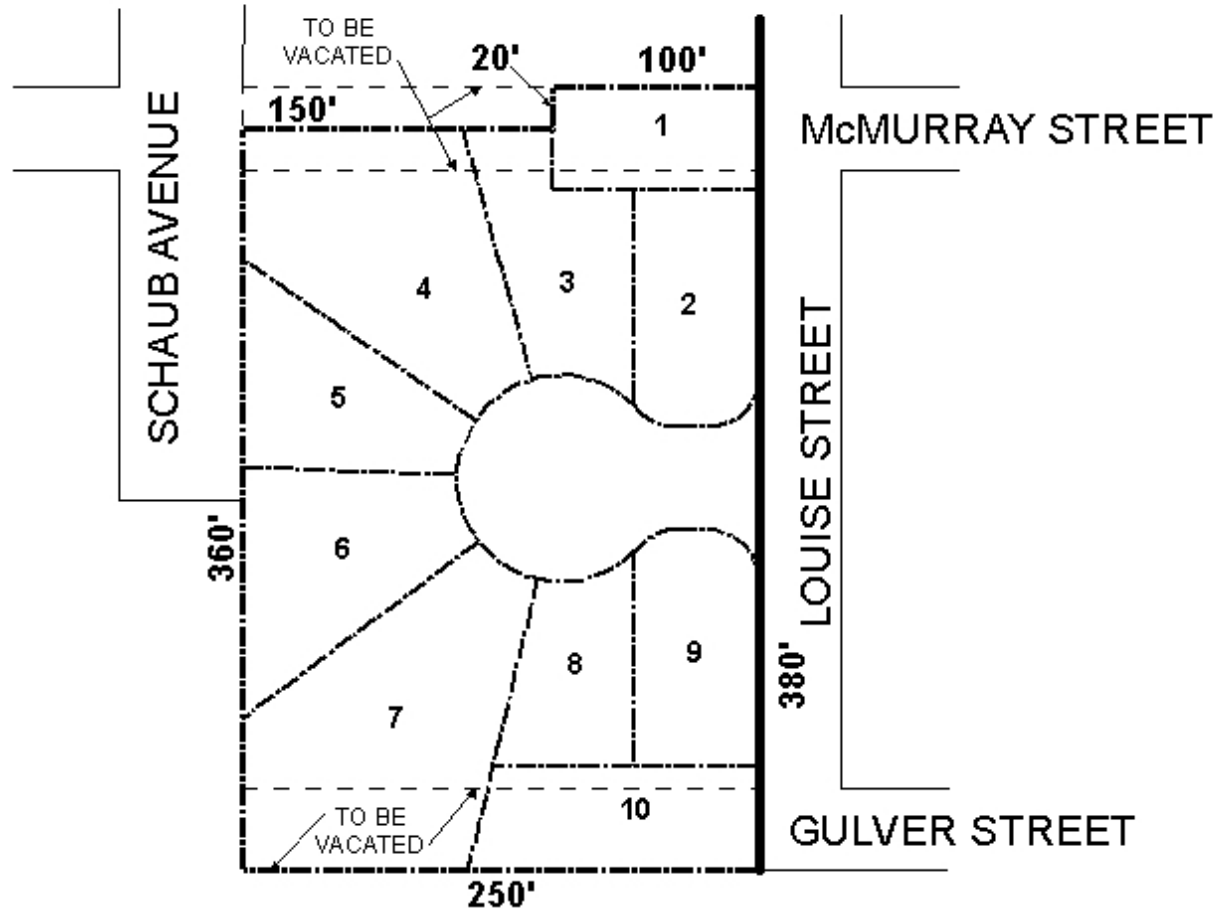 TO BE
VACATED
20'
100'
150'
1
McMURRAY STREET
SCHAUB AVENUE
4
3
2
5
LOUISE STREET
6
360'
8
9
380'
7
10
TO BE
VACATED
GULVER STREET
250'